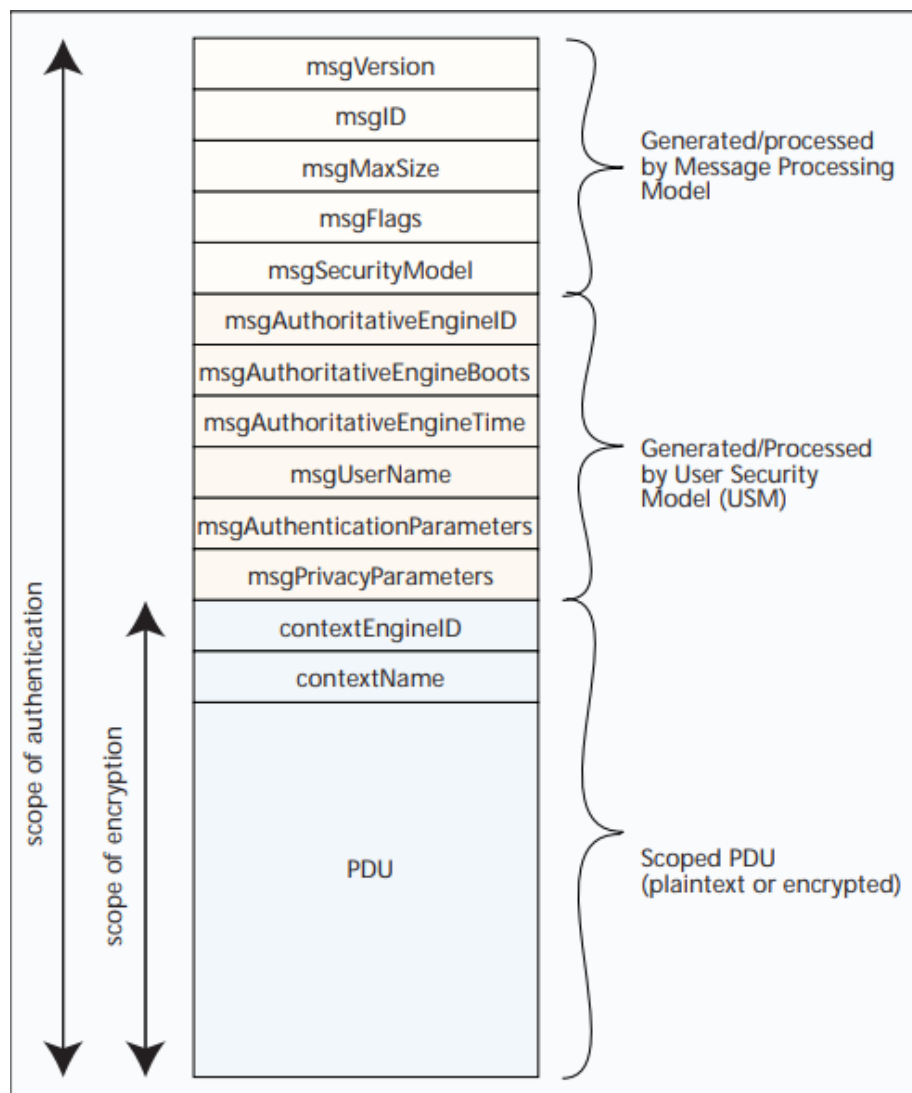 msgVersion
msgID
msgMaxSize
msgFlags
msgSecurityModel
msgAuthoritativeEngineID
msgAuthoritativeEngineBoots
msgAuthoritativeEngineTime
msgUserName
msgAuthenticationParameters
msgPrivacyParameters
contextEngineID
contextName
PDU
Generated/processed
by Message Processing
Model
Generated/Processed
by User Security
Model (USM)
Scoped PDU
(plaintext or encrypted)
scope of authentication
scope of encryption